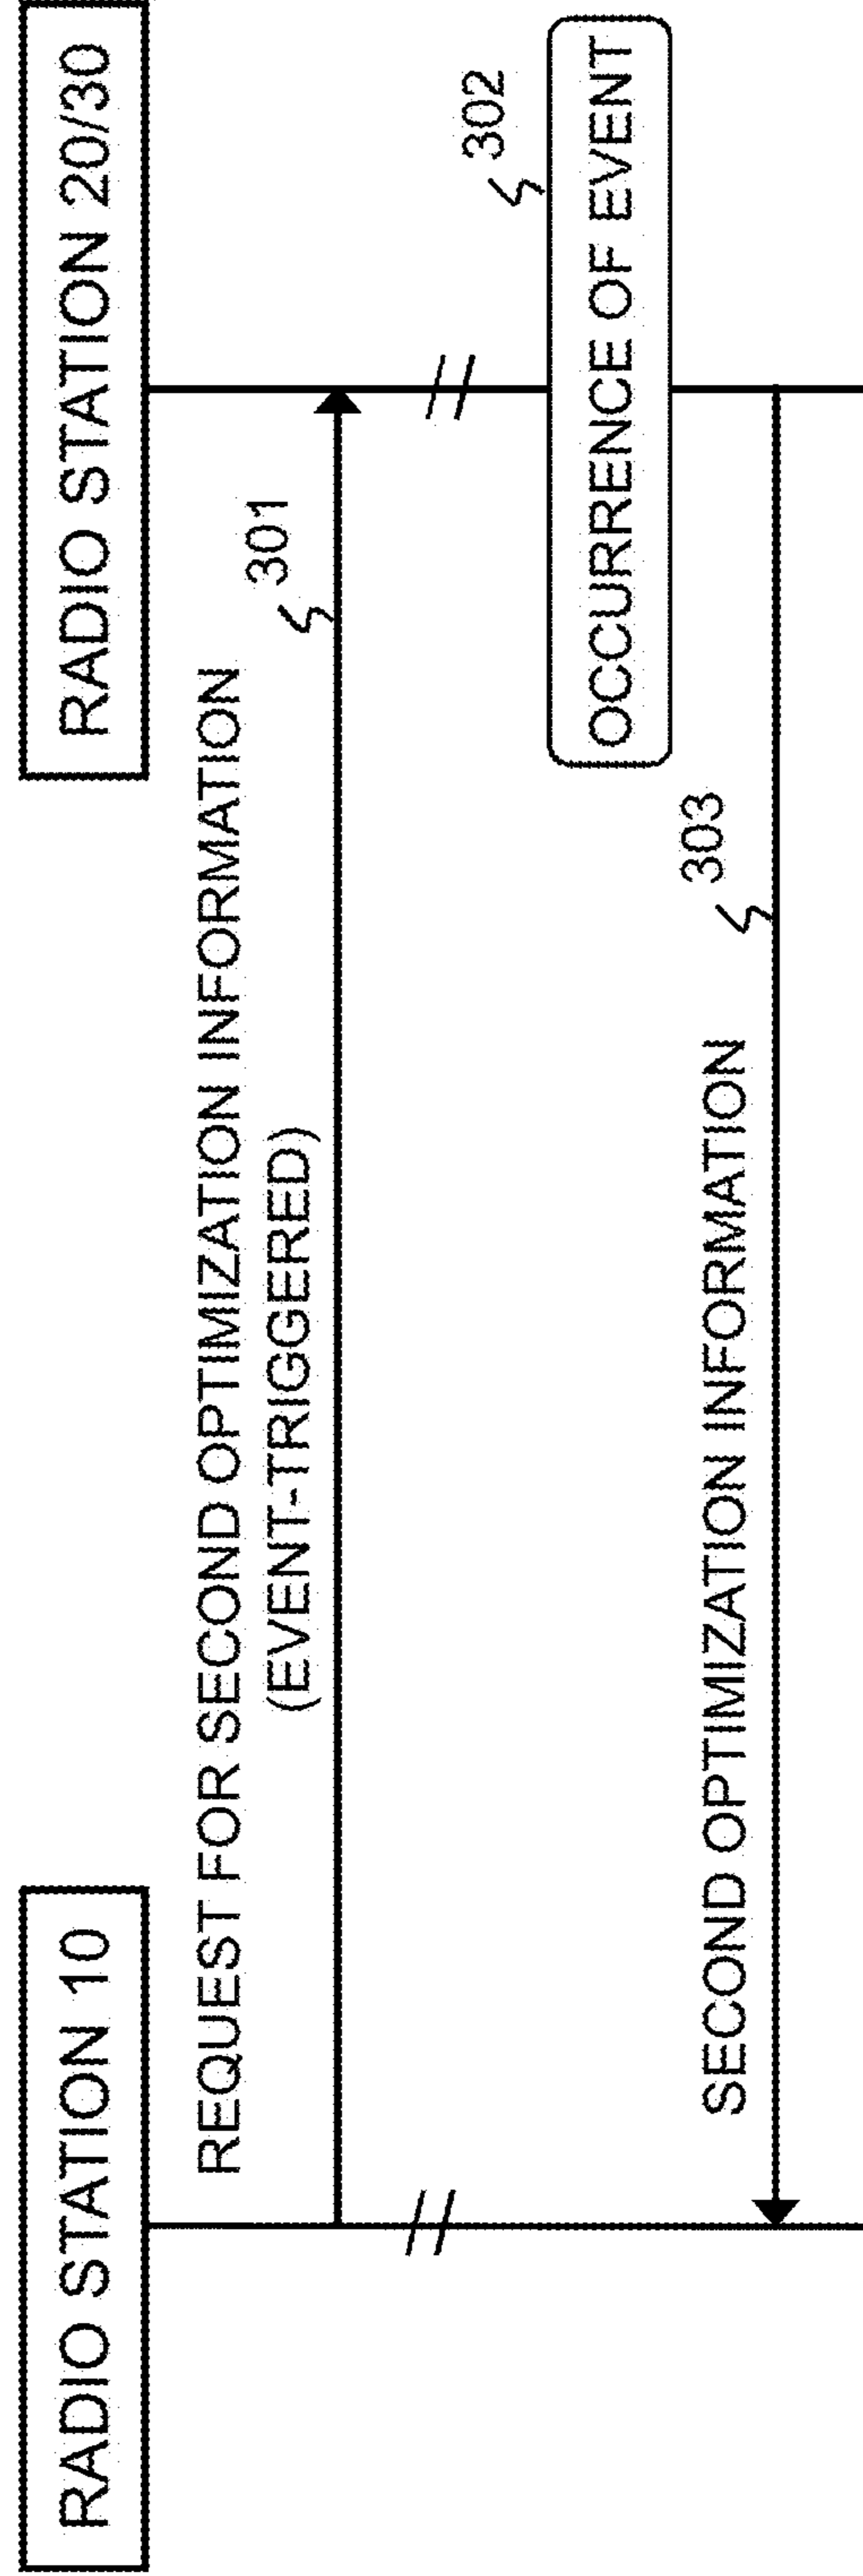 RADIO STATION 10
RADIO STATION 20/30
REQUEST FOR SECOND OPTIMIZATION INFORMATION
(EVENT-TRIGGERED)
301
302
OCCURRENCE OF EVENT
303
SECOND OPTIMIZATION INFORMATION